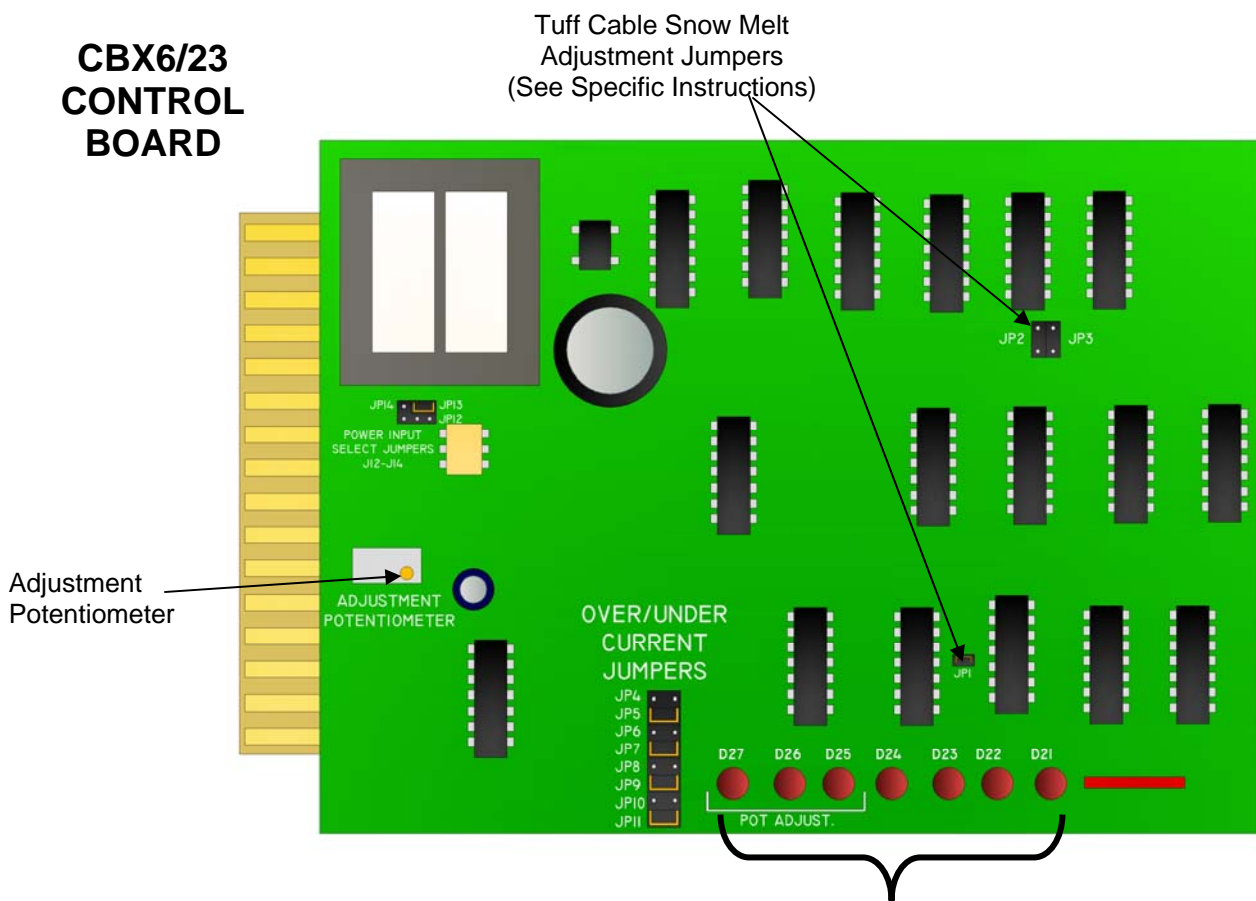 CBX6/23
CONTROL
BOARD
Tuff Cable Snow Melt
Adjustment Jumpers
(See Specific Instructions)
JP2
JP3
JP14
JP13
JP12
POWER INPUT
SELECT JUMPERS
J12-J14
Adjustment
Potentiometer
ADJUSTMENT
POTENTIOMETER
OVER/UNDER
CURRENT
JUMPERS
JP1
JP4
JP5
JP6
JP7
JP8
JP9
JP10
JP11
D27 D26 D25 D24 D23 D22 D21
POT ADJUST.